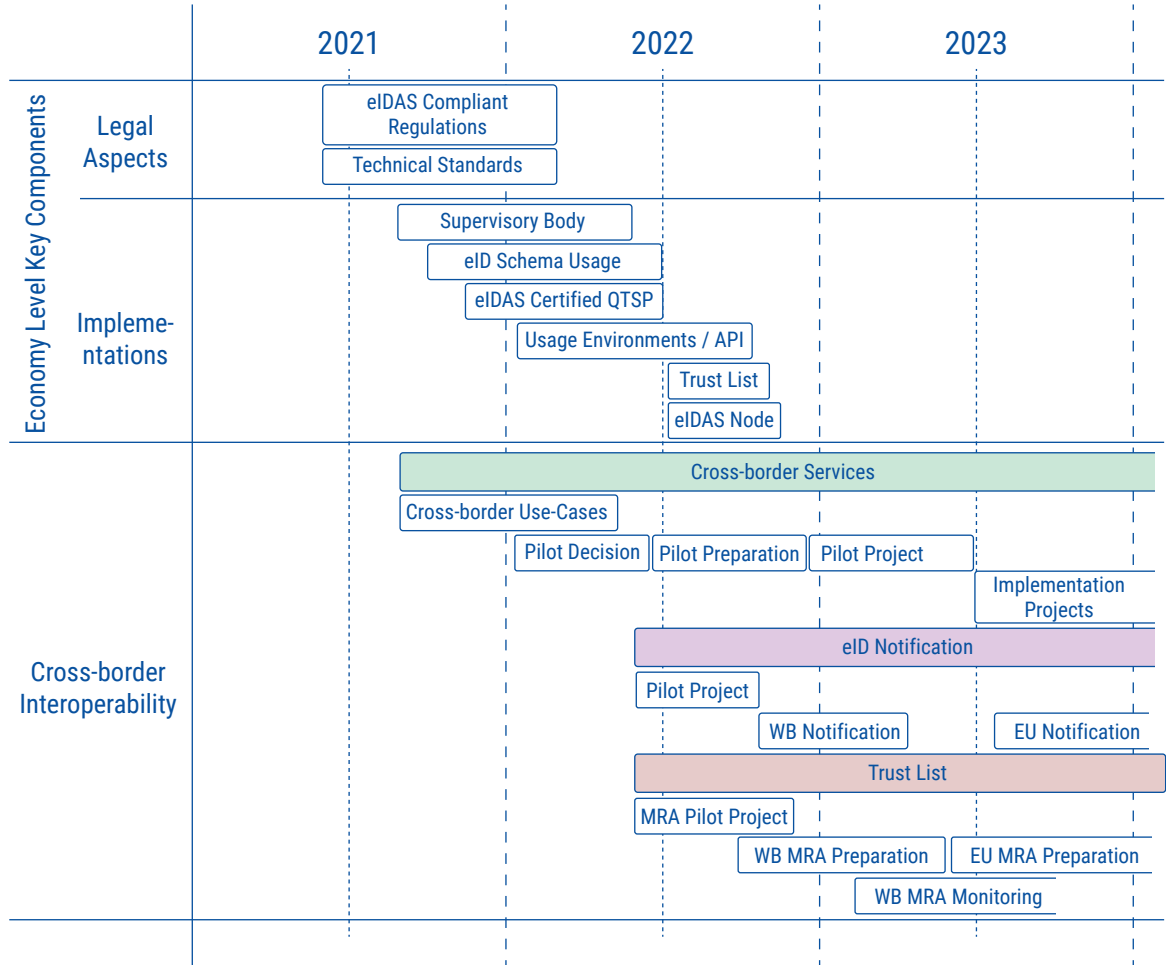 2021
2022
2023
Economy Level Key Components
Legal
Aspects
eIDAS Compliant
Regulations
Technical Standards
Impleme-
ntations
Supervisory Body
eID Schema Usage
eIDAS Certified QTSP
Usage Environments / API
Trust List
eIDAS Node
Cross-border
Interoperability
Cross-border Services
Cross-border Use-Cases
Pilot Decision
Pilot Preparation
Pilot Project
Implementation
Projects
eID Notification
Pilot Project
WB Notification
EU Notification
Trust List
MRA Pilot Project
WB MRA Preparation
EU MRA Preparation
WB MRA Monitoring